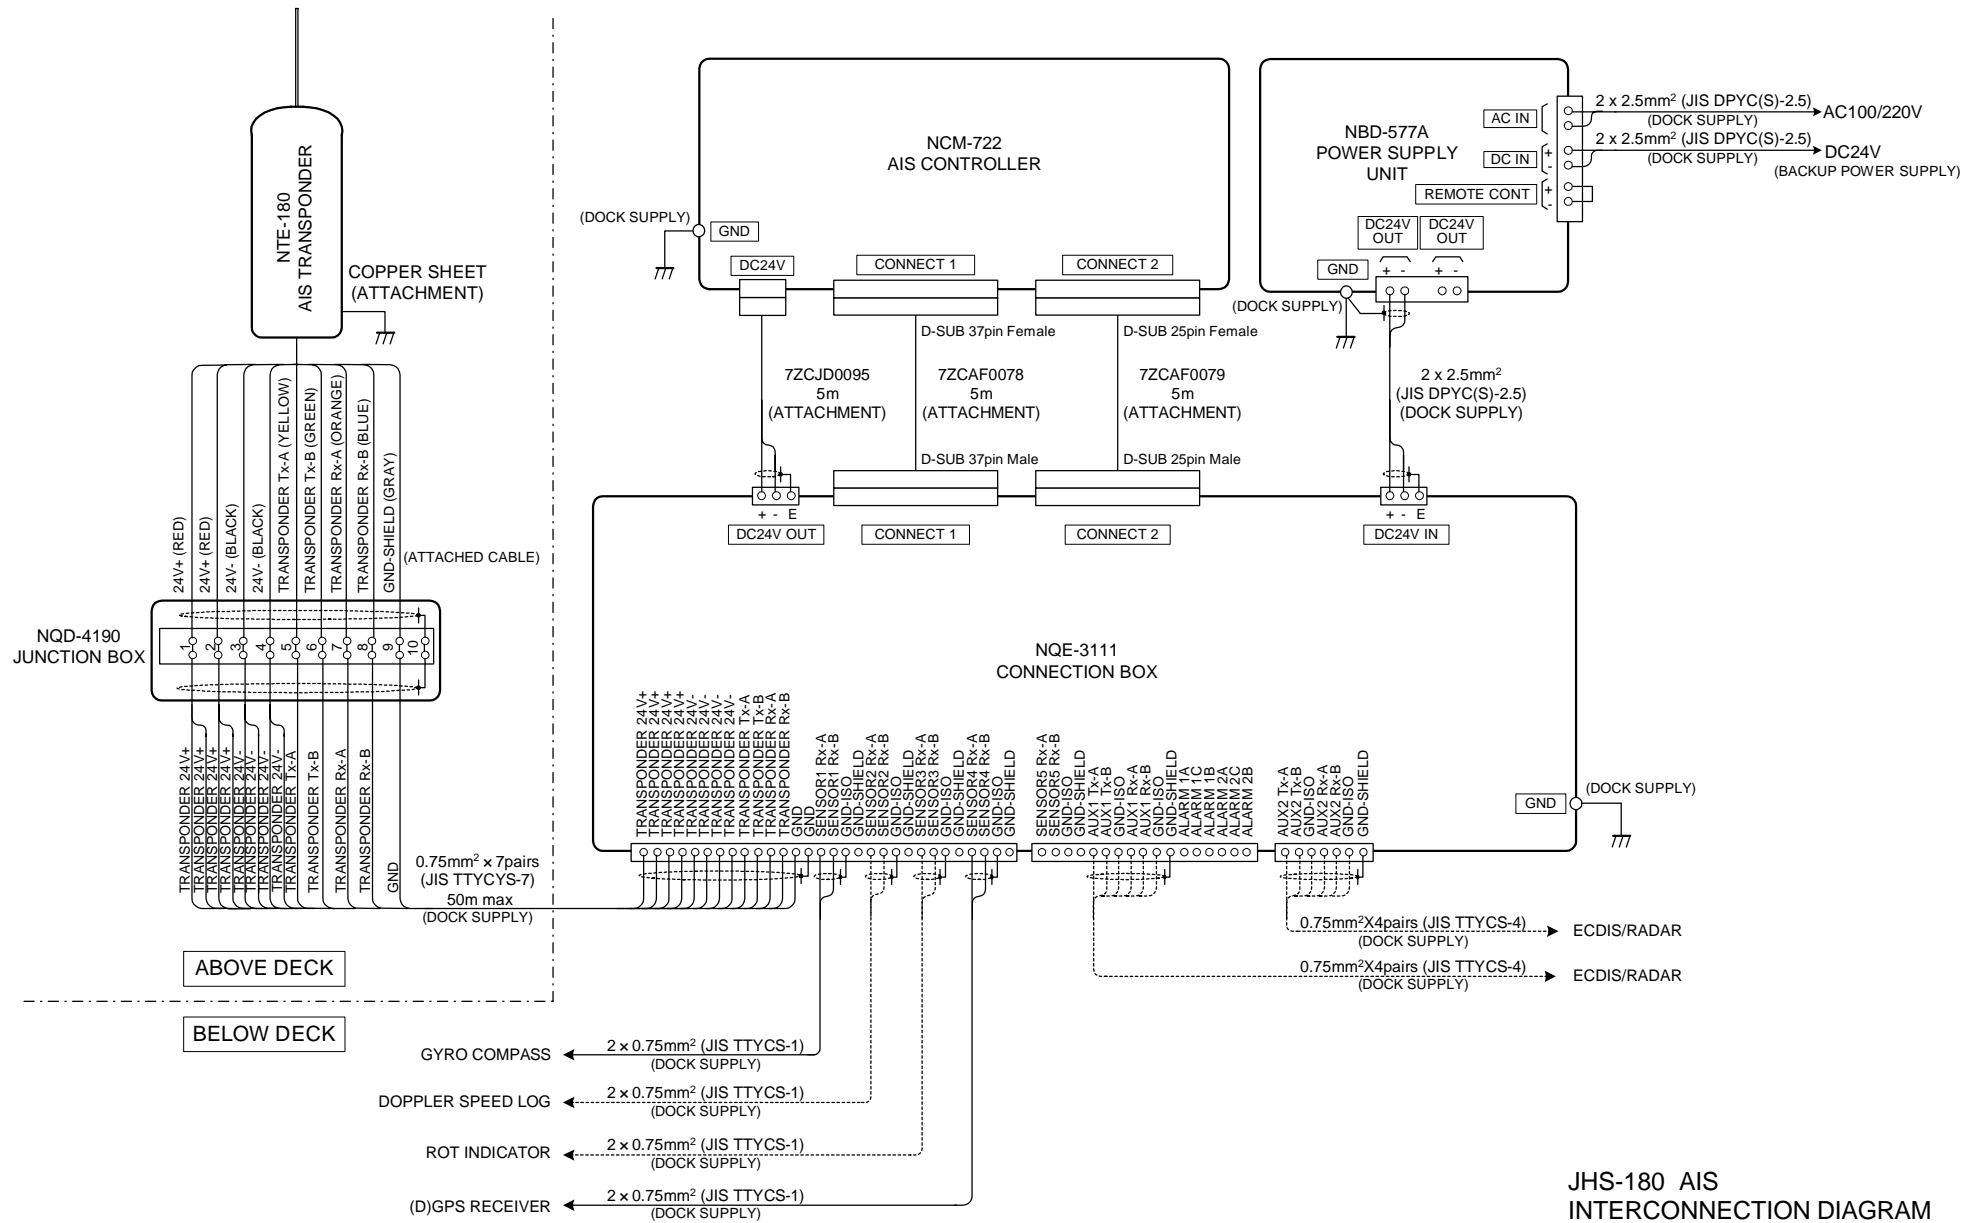 NTE-180
AIS TRANSPONDER
COPPER SHEET
(ATTACHMENT)
24V+ (RED)
24V+ (RED)
24V- (BLACK)
24V- (BLACK)
TRANSPONDER Tx-A (YELLOW)
TRANSPONDER Tx-B (GREEN)
TRANSPONDER Rx-A (ORANGE)
TRANSPONDER Rx-B (BLUE)
GND-SHIELD (GRAY)
(ATTACHED CABLE)
NQD-4190
JUNCTION BOX
1 2 3 4 5 6 7 8 9 10
TRANSPONDER 24V+
TRANSPONDER 24V+
TRANSPONDER 24V+
TRANSPONDER 24V+
TRANSPONDER 24V-
TRANSPONDER 24V-
TRANSPONDER 24V-
TRANSPONDER 24V-
TRANSPONDER Tx-A
TRANSPONDER Tx-B
TRANSPONDER Rx-A
TRANSPONDER Rx-B
GND
0.75mm² × 7pairs
(JIS TTYCYS-7)
50m max
(DOCK SUPPLY)
ABOVE DECK
BELOW DECK
NCM-722
AIS CONTROLLER
(DOCK SUPPLY)
GND
DC24V
CONNECT 1
CONNECT 2
D-SUB 37pin Female
D-SUB 25pin Female
7ZCJD0095
5m
(ATTACHMENT)
7ZCAF0078
5m
(ATTACHMENT)
7ZCAF0079
5m
(ATTACHMENT)
D-SUB 37pin Male
D-SUB 25pin Male
NBD-577A
POWER SUPPLY
UNIT
AC IN
DC IN
+
-
REMOTE CONT
+
-
DC24V
OUT
DC24V
OUT
GND
+ -
+ -
(DOCK SUPPLY)
2 x 2.5mm² (JIS DPYC(S)-2.5)
(DOCK SUPPLY)
AC100/220V
2 x 2.5mm² (JIS DPYC(S)-2.5)
(DOCK SUPPLY)
DC24V
(BACKUP POWER SUPPLY)
2 x 2.5mm²
(JIS DPYC(S)-2.5)
(DOCK SUPPLY)
+ - E
DC24V OUT
CONNECT 1
CONNECT 2
+ - E
DC24V IN
NQE-3111
CONNECTION BOX
TRANSPONDER 24V+
TRANSPONDER 24V+
TRANSPONDER 24V+
TRANSPONDER 24V+
TRANSPONDER 24V-
TRANSPONDER 24V-
TRANSPONDER 24V-
TRANSPONDER 24V-
TRANSPONDER Tx-A
TRANSPONDER Tx-B
TRANSPONDER Rx-A
TRANSPONDER Rx-B
GND
GND
SENSOR1 Rx-A
SENSOR1 Rx-B
GND-ISO
GND-SHIELD
SENSOR2 Rx-A
SENSOR2 Rx-B
GND-ISO
GND-SHIELD
SENSOR3 Rx-A
SENSOR3 Rx-B
GND-ISO
GND-SHIELD
SENSOR4 Rx-A
SENSOR4 Rx-B
GND-ISO
GND-SHIELD
SENSOR5 Rx-A
SENSOR5 Rx-B
GND-ISO
GND-SHIELD
AUX1 Tx-A
AUX1 Tx-B
GND-ISO
AUX1 Rx-A
AUX1 Rx-B
GND-ISO
GND-SHIELD
ALARM 1A
ALARM 1C
ALARM 1B
ALARM 2A
ALARM 2C
ALARM 2B
AUX2 Tx-A
AUX2 Tx-B
GND-ISO
AUX2 Rx-A
AUX2 Rx-B
GND-ISO
GND-SHIELD
GND
(DOCK SUPPLY)
0.75mm²X4pairs (JIS TTYCS-4)
(DOCK SUPPLY)
ECDIS/RADAR
0.75mm²X4pairs (JIS TTYCS-4)
(DOCK SUPPLY)
ECDIS/RADAR
GYRO COMPASS
2 × 0.75mm² (JIS TTYCS-1)
(DOCK SUPPLY)
DOPPLER SPEED LOG
2 × 0.75mm² (JIS TTYCS-1)
(DOCK SUPPLY)
ROT INDICATOR
2 × 0.75mm² (JIS TTYCS-1)
(DOCK SUPPLY)
(D)GPS RECEIVER
2 × 0.75mm² (JIS TTYCS-1)
(DOCK SUPPLY)
JHS-180 AIS
INTERCONNECTION DIAGRAM